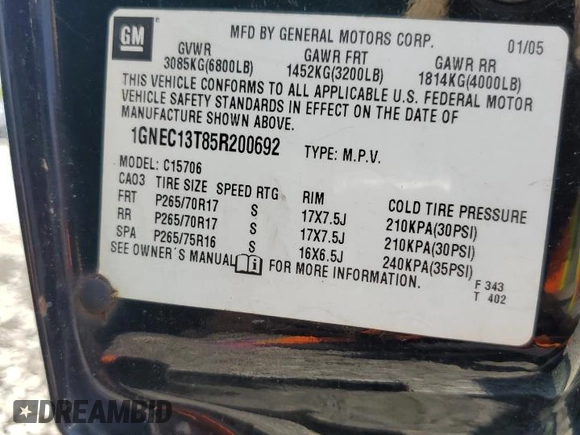 GM
MFD BY GENERAL MOTORS CORP.
01/05
GVWR GAWR FRT GAWR RR
3085KG(6800LB) 1452KG(3200LB) 1814KG(4000LB)
THIS VEHICLE CONFORMS TO ALL APPLICABLE U.S. FEDERAL MOTOR
VEHICLE SAFETY STANDARDS IN EFFECT ON THE DATE OF
MANUFACTURE SHOWN ABOVE.
1GNEC13T85R200692 TYPE: M.P.V.
MODEL: C15706
CA03 TIRE SIZE SPEED RTG RIM COLD TIRE PRESSURE
FRT P265/70R17 S 17X7.5J 210KPA(30PSI)
RR P265/70R17 S 17X7.5J 210KPA(30PSI)
SPA P265/75R16 S 16X6.5J 240KPA(35PSI)
SEE OWNER'S MANUAL FOR MORE INFORMATION.
F 343
T 402
DREAMBID